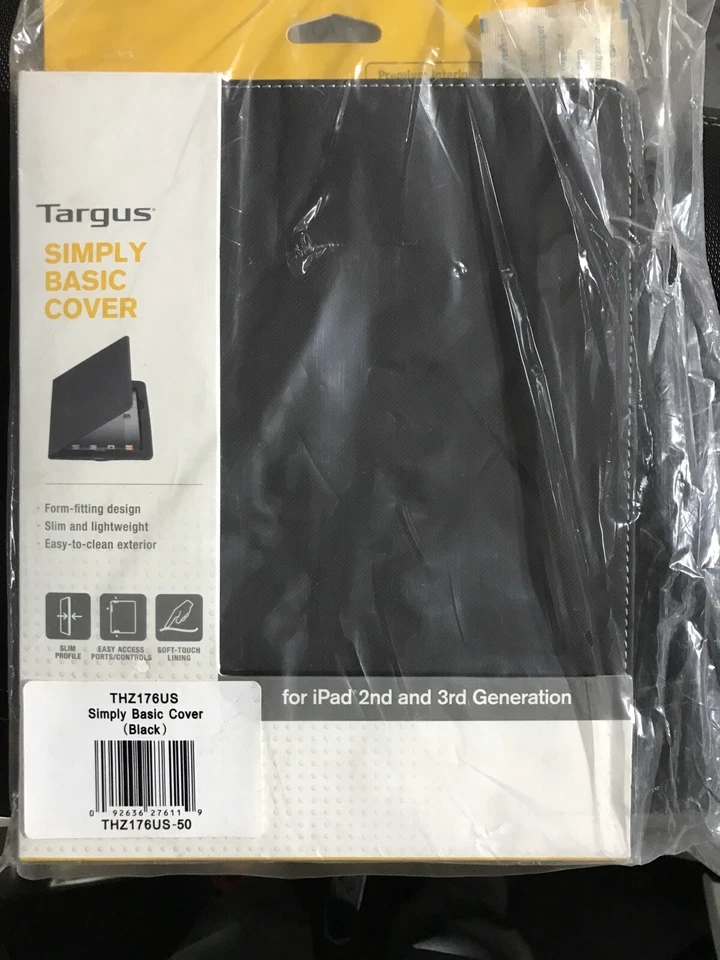 Premium Interior
Targus
SIMPLY
BASIC
COVER
· Form-fitting design
· Slim and lightweight
· Easy-to-clean exterior
SLIM
PROFILE
EASY ACCESS
PORTS/CONTROLS
SOFT-TOUCH
LINING
for iPad 2nd and 3rd Generation
THZ176US
Simply Basic Cover
(Black)
0 92636 27611 9
THZ176US-50